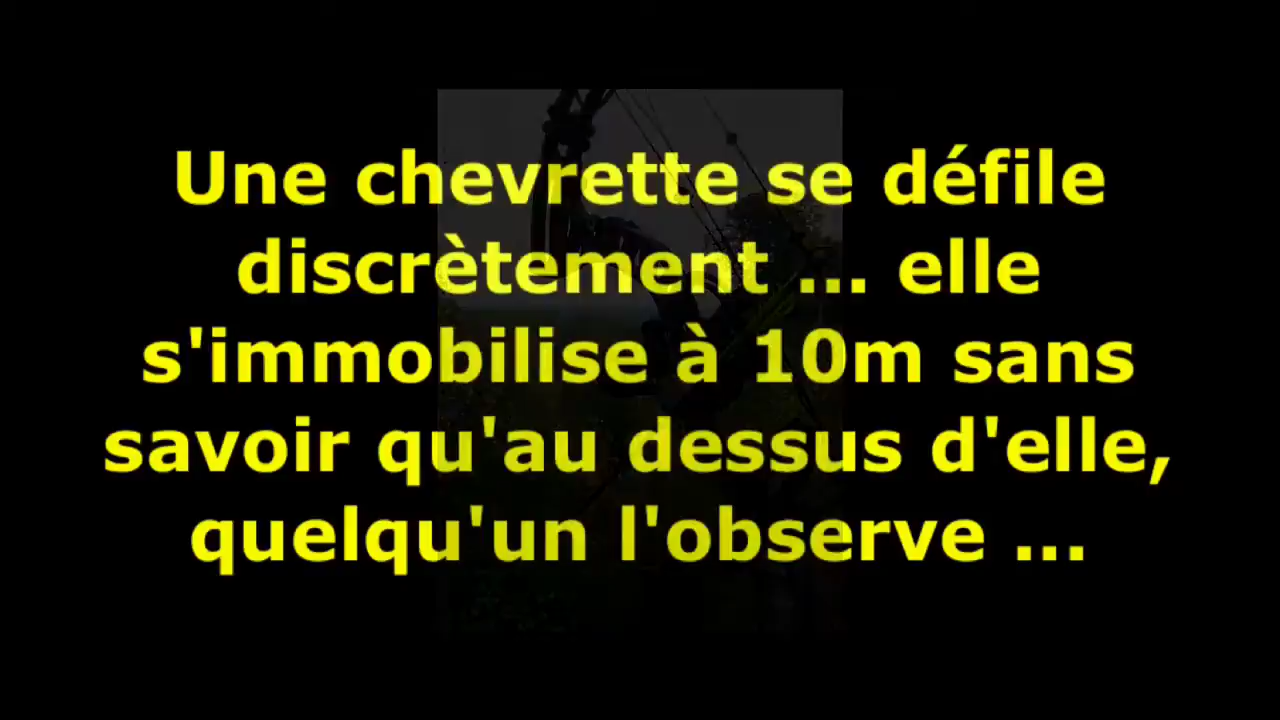 Une chevrette se défile
discrètement ... elle
s'immobilise à 10m sans
savoir qu'au dessus d'elle,
quelqu'un l'observe ...